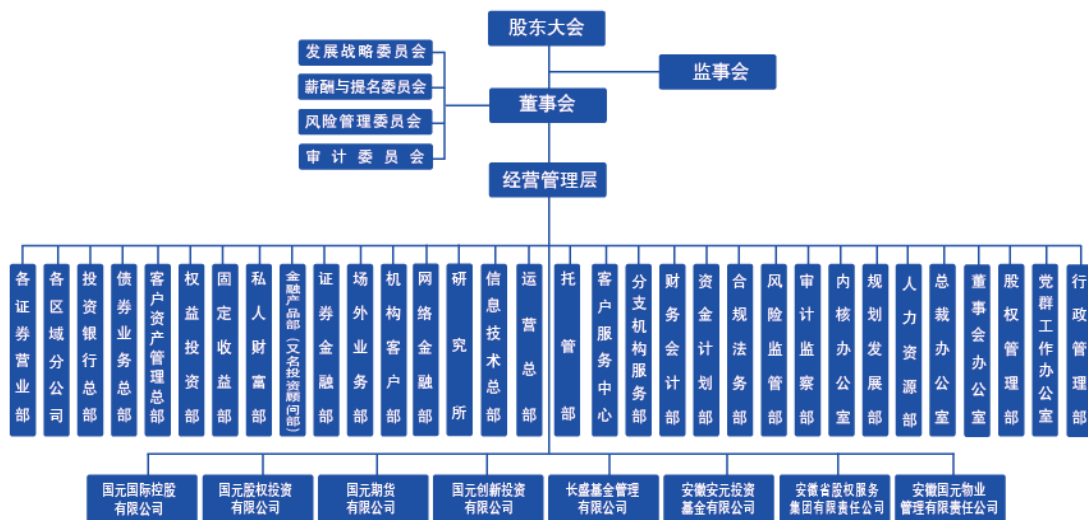 股东大会
发展战略委员会
监事会
薪酬与提名委员会
董事会
风险管理委员会
审计委员会
经营管理层
各证券营业部
各区域分公司
投资银行总部
债券业务总部
客户资产管理总部
权益投资部
固定收益部
私人财富部
金融产品部（又名投资顾问部）
证券金融部
场外业务部
机构客户部
网络金融部
研究所
信息技术总部
运营总部
托管部
客户服务中心
分支机构服务部
财务会计部
资金计划部
合规法务部
风险监管部
审计监察部
内核办公室
规划发展部
人力资源部
总裁办公室
董事会办公室
股权管理部
党群工作办公室
行政管理部
国元国际控股
有限公司
国元股权投资
有限公司
国元期货
有限公司
国元创新投资
有限公司
长盛基金管理
有限公司
安徽安元投资
基金有限公司
安徽省股权服务
集团有限责任公司
安徽国元物业
管理有限责任公司